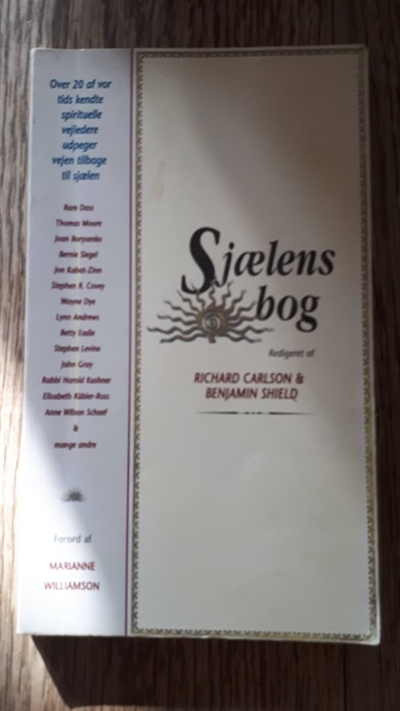 Over 20 af vor
tids kendte
spirituelle
vejledere
udpeger
vejen tilbage
til sjælen
Ram Dass
Thomas Moore
Joan Borysenko
Bernie Siegel
Jon Kabat-Zinn
Stephen R. Covey
Wayne Dye
Lynn Andrews
Betty Eadie
Stephen Levine
John Gray
Rabbi Harold Kushner
Elisabeth Kübler-Ross
Anne Wilson Schaef
&
mange andre
Forord af
MARIANNE
WILLIAMSON
Sjælens
bog
Redigeret af
RICHARD CARLSON &
BENJAMIN SHIELD